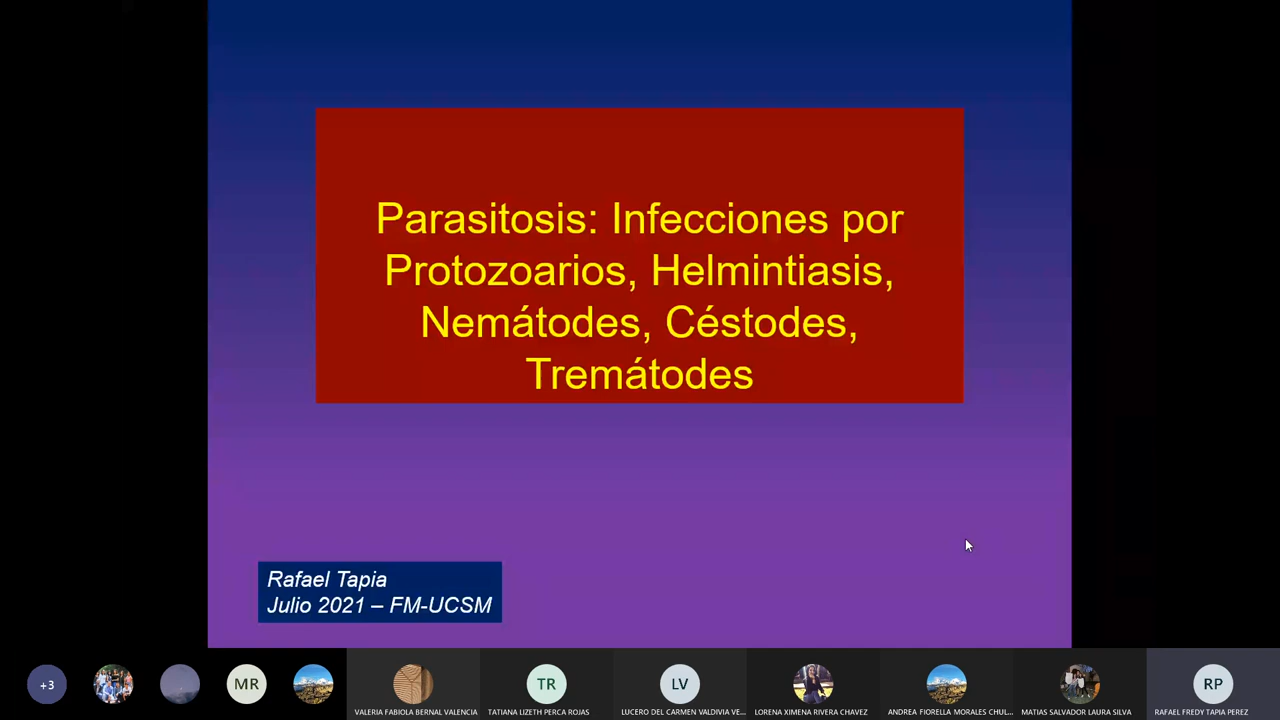 Parasitosis: Infecciones por
Protozoarios, Helmintiasis,
Nemátodes, Céstodes,
Tremátodes
Rafael Tapia
Julio 2021 – FM-UCSM
+3
MR
TR
LV
RP
VALERIA FABIOLA BERNAL VALENCIA
TATIANA LIZETH PERCA ROJAS
LUCERO DEL CARMEN VALDIVIA VE...
LORENA XIMENA RIVERA CHAVEZ
ANDREA FIORELLA MORALES CHUL...
MATIAS SALVADOR LAURA SILVA
RAFAEL FREDY TAPIA PEREZ